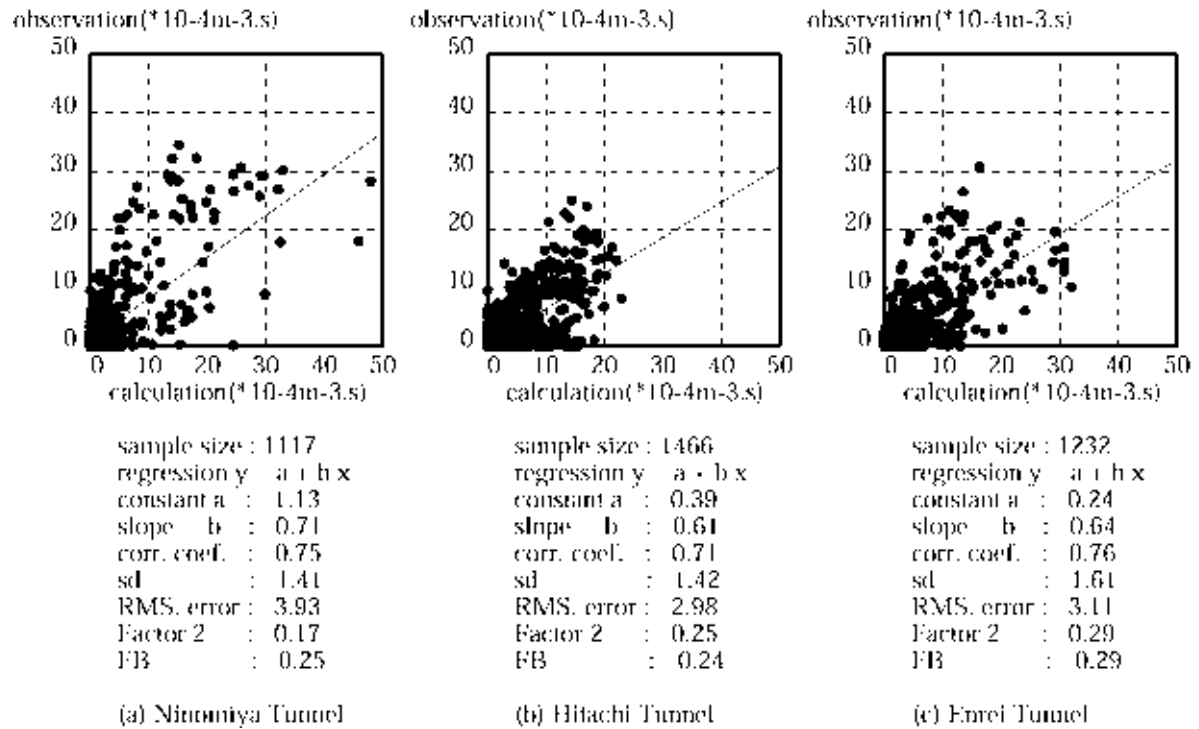 observation(*10-4m-3.s)
50
40
30
20
10
0
0 10 20 30 40 50
calculation(*10-4m-3.s)
sample size : 1117
regression y a + b x
constant a : 1.13
slope b : 0.71
corr. coef. : 0.75
sd : 1.41
RMS. error : 3.93
Factor 2 : 0.17
FB : 0.25
(a) Ninomiya Tunnel
observation(*10-4m-3.s)
50
40
30
20
10
0
0 10 20 30 40 50
calculation(*10-4m-3.s)
sample size : 1466
regression y a + b x
constant a : 0.39
slope b : 0.61
corr. coef. : 0.71
sd : 1.42
RMS. error : 2.98
Factor 2 : 0.25
FB : 0.24
(b) Hitachi Tunnel
observation(*10-4m-3.s)
50
40
30
20
10
0
0 10 20 30 40 50
calculation(*10-4m-3.s)
sample size : 1232
regression y a + b x
constant a : 0.24
slope b : 0.64
corr. coef. : 0.76
sd : 1.61
RMS. error : 3.11
Factor 2 : 0.29
FB : 0.29
(c) Enrei Tunnel